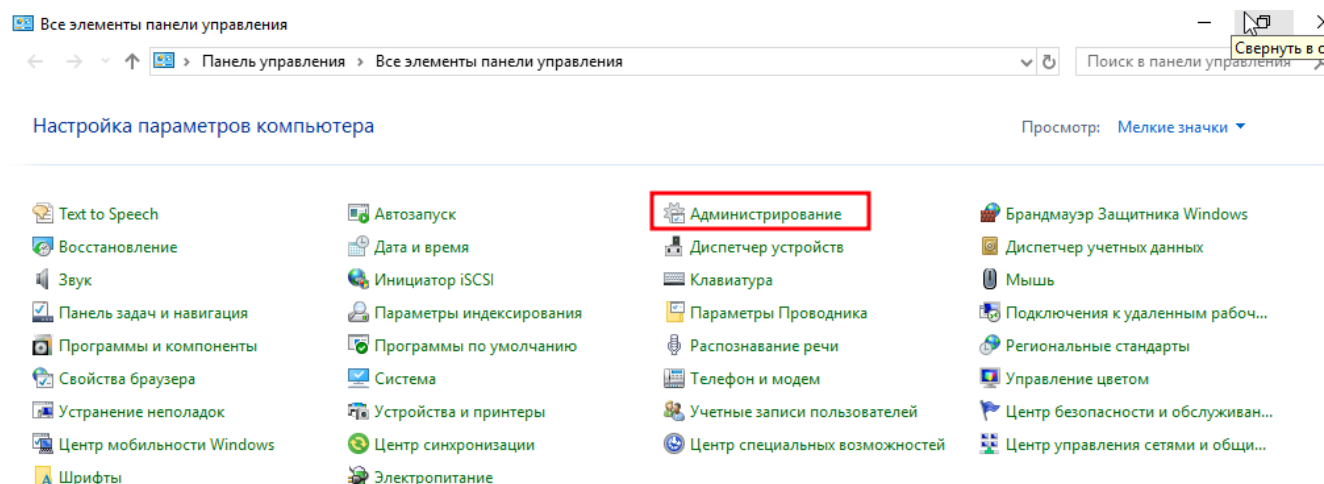 Все элементы панели управления
Свернуть в с
Панель управления › Все элементы панели управления
Поиск в панели управления
Настройка параметров компьютера
Просмотр: Мелкие значки
Text to Speech
Автозапуск
Администрирование
Брандмауэр Защитника Windows
Восстановление
Дата и время
Диспетчер устройств
Диспетчер учетных данных
Звук
Инициатор iSCSI
Клавиатура
Мышь
Панель задач и навигация
Параметры индексирования
Параметры Проводника
Подключения к удаленным рабоч...
Программы и компоненты
Программы по умолчанию
Распознавание речи
Региональные стандарты
Свойства браузера
Система
Телефон и модем
Управление цветом
Устранение неполадок
Устройства и принтеры
Учетные записи пользователей
Центр безопасности и обслуживан...
Центр мобильности Windows
Центр синхронизации
Центр специальных возможностей
Центр управления сетями и общи...
Шрифты
Электропитание